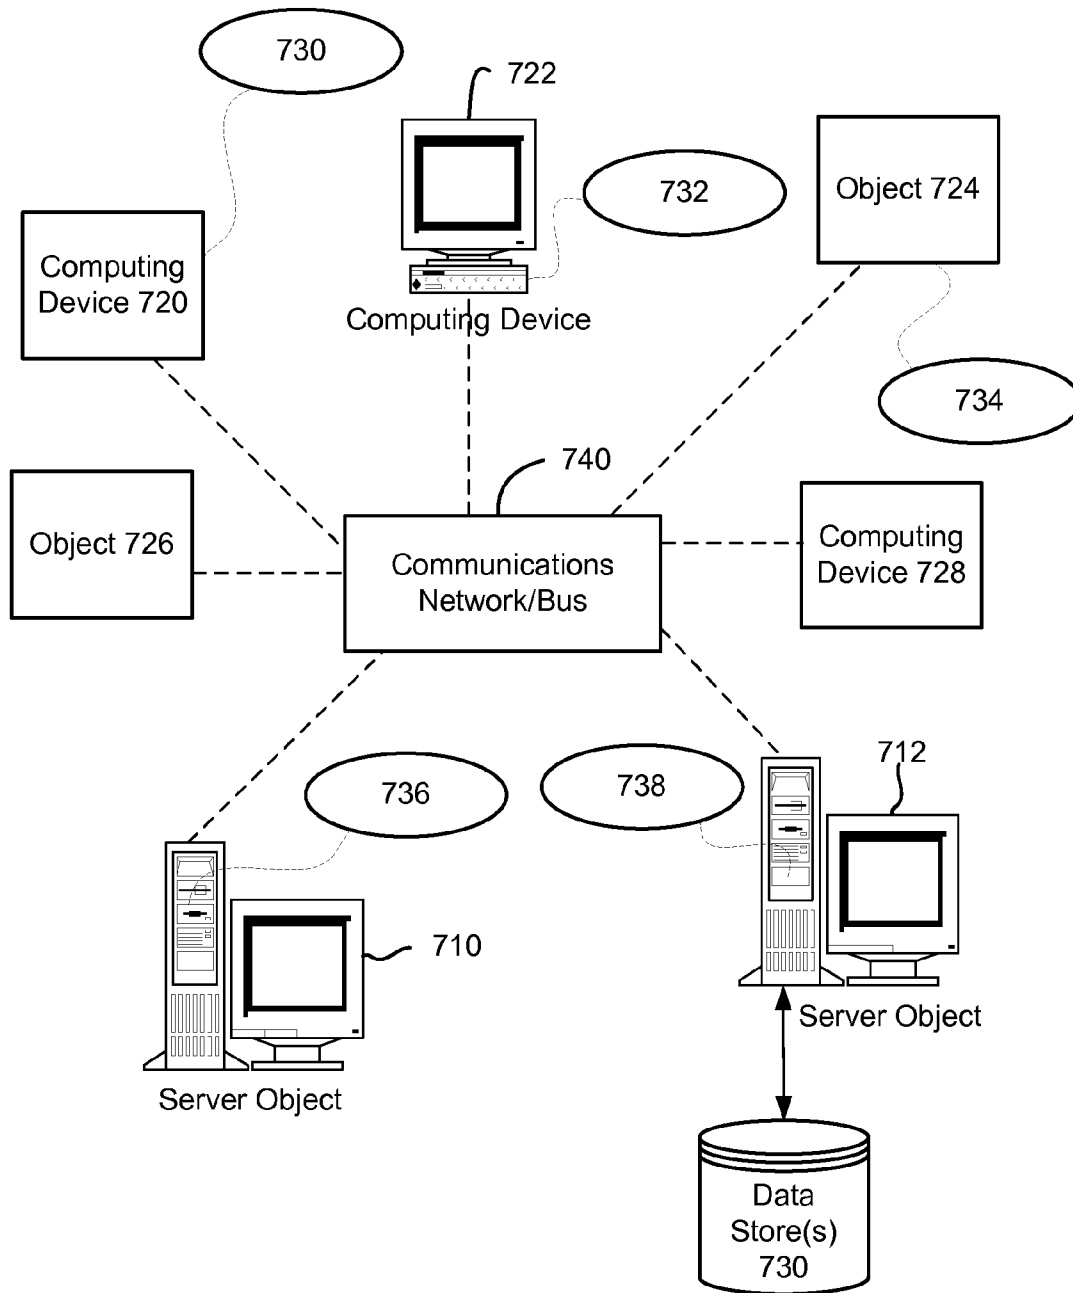 730
722
732
Object 724
Computing
Device 720
Computing Device
734
740
Object 726
Communications
Network/Bus
Computing
Device 728
736
738
712
710
Server Object
Server Object
Data
Store(s)
730